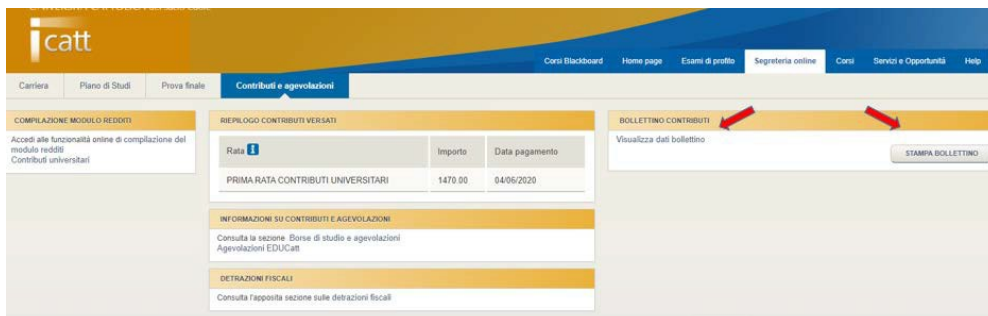 icatt
Corsi Blackboard Home page Esami di profitto Segreteria online Corsi Servizi e Opportunità Help
Carriera Piano di Studi Prova finale Contributi e agevolazioni
COMPILAZIONE MODULO REDDITI
Accedi alle funzionalità online di compilazione del
modulo redditi
Contributi universitari
RIEPILOGO CONTRIBUTI VERSATI
Rata i Importo Data pagamento
PRIMA RATA CONTRIBUTI UNIVERSITARI 1470.00 04/06/2020
INFORMAZIONI SU CONTRIBUTI E AGEVOLAZIONI
Consulta la sezione Borse di studio e agevolazioni
Agevolazioni EDUCatt
DETRAZIONI FISCALI
Consulta l'apposita sezione sulle detrazioni fiscali
BOLLETTINO CONTRIBUTI
Visualizza dati bollettino
STAMPA BOLLETTINO